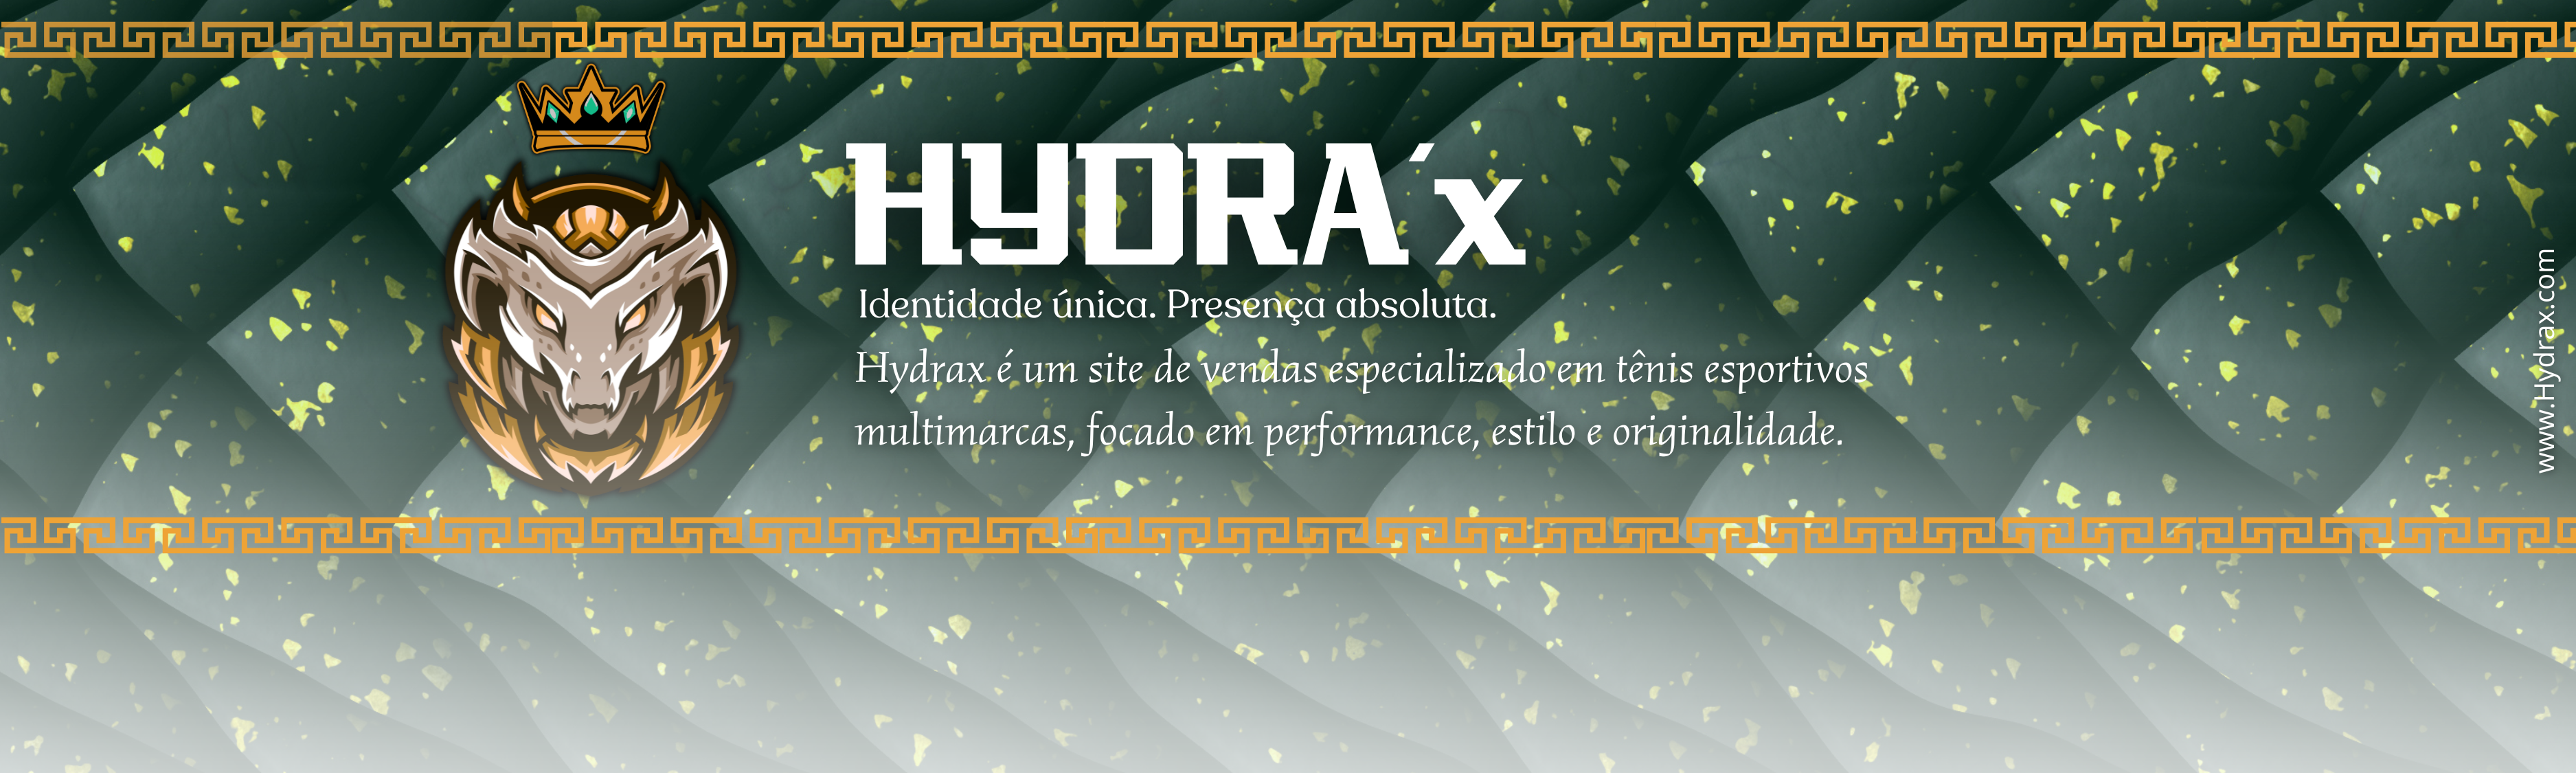 HYDRA´x
Identidade única. Presença absoluta.
Hydrax é um site de vendas especializado em tênis esportivos
multimarcas, focado em performance, estilo e originalidade.
www.Hydrax.com